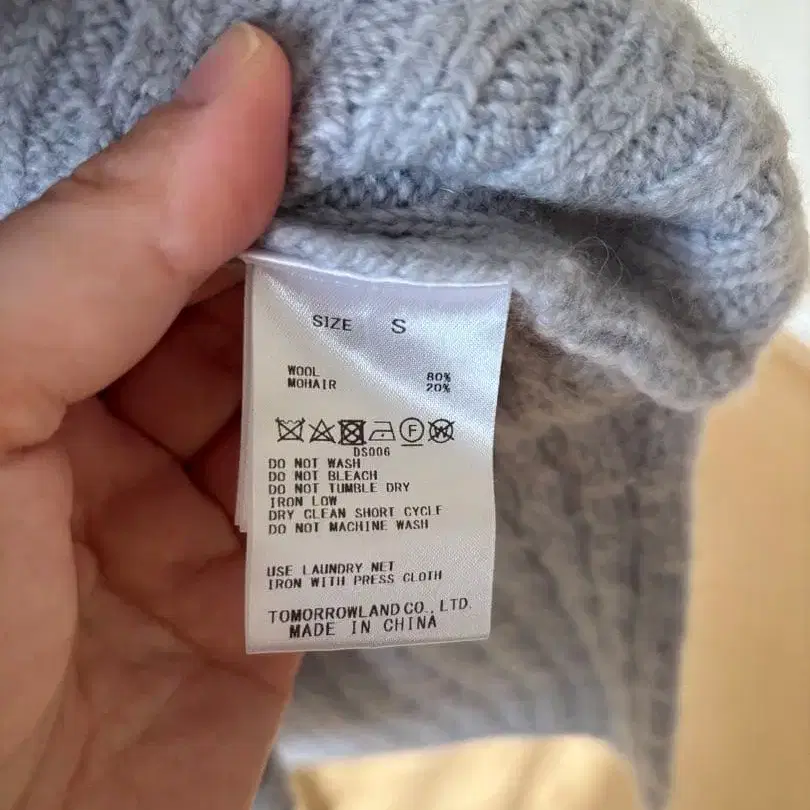 SIZE S
WOOL 80%
MOHAIR 20%
F W
DS006
DO NOT WASH
DO NOT BLEACH
DO NOT TUMBLE DRY
IRON LOW
DRY CLEAN SHORT CYCLE
DO NOT MACHINE WASH
USE LAUNDRY NET
IRON WITH PRESS CLOTH
TOMORROWLAND CO., LTD.
MADE IN CHINA